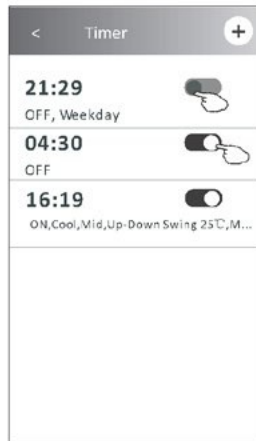 < Timer +
21:29
OFF, Weekday
04:30
OFF
16:19
ON,Cool,Mid,Up-Down Swing 25℃,M...